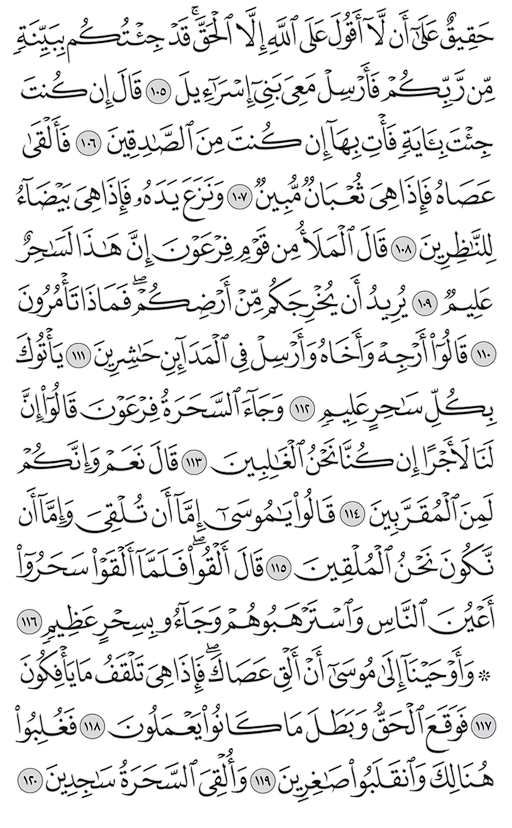 حَقِيقٌ عَلَىٰٓ أَن لَّآ أَقُولَ عَلَى ٱللَّهِ إِلَّا ٱلْحَقَّ ۚ قَدْ جِئْتُكُم بِبَيِّنَةٍ
مِّن رَّبِّكُمْ فَأَرْسِلْ مَعِىَ بَنِىٓ إِسْرَٰٓءِيلَ ١٠٥ قَالَ إِن كُنتَ
جِئْتَ بِـَٔايَةٍ فَأْتِ بِهَآ إِن كُنتَ مِنَ ٱلصَّـٰدِقِينَ ١٠٦ فَأَلْقَىٰ
عَصَاهُ فَإِذَا هِىَ ثُعْبَانٌ مُّبِينٌ ١٠٧ وَنَزَعَ يَدَهُۥ فَإِذَا هِىَ بَيْضَآءُ
لِلنَّـٰظِرِينَ ١٠٨ قَالَ ٱلْمَلَأُ مِن قَوْمِ فِرْعَوْنَ إِنَّ هَـٰذَا لَسَـٰحِرٌ
عَلِيمٌ ١٠٩ يُرِيدُ أَن يُخْرِجَكُم مِّنْ أَرْضِكُمْ ۖ فَمَاذَا تَأْمُرُونَ
١١٠ قَالُوٓا۟ أَرْجِهْ وَأَخَاهُ وَأَرْسِلْ فِى ٱلْمَدَآئِنِ حَـٰشِرِينَ ١١١ يَأْتُوكَ
بِكُلِّ سَـٰحِرٍ عَلِيمٍ ١١٢ وَجَآءَ ٱلسَّحَرَةُ فِرْعَوْنَ قَالُوٓا۟ إِنَّ
لَنَا لَأَجْرًا إِن كُنَّا نَحْنُ ٱلْغَـٰلِبِينَ ١١٣ قَالَ نَعَمْ وَإِنَّكُمْ
لَمِنَ ٱلْمُقَرَّبِينَ ١١٤ قَالُوا۟ يَـٰمُوسَىٰٓ إِمَّآ أَن تُلْقِىَ وَإِمَّآ أَن
نَّكُونَ نَحْنُ ٱلْمُلْقِينَ ١١٥ قَالَ أَلْقُوا۟ ۖ فَلَمَّآ أَلْقَوْا۟ سَحَرُوٓا۟
أَعْيُنَ ٱلنَّاسِ وَٱسْتَرْهَبُوهُمْ وَجَآءُو بِسِحْرٍ عَظِيمٍ ١١٦
۞ وَأَوْحَيْنَآ إِلَىٰ مُوسَىٰٓ أَنْ أَلْقِ عَصَاكَ ۖ فَإِذَا هِىَ تَلْقَفُ مَا يَأْفِكُونَ
١١٧ فَوَقَعَ ٱلْحَقُّ وَبَطَلَ مَا كَانُوا۟ يَعْمَلُونَ ١١٨ فَغُلِبُوا۟
هُنَالِكَ وَٱنقَلَبُوا۟ صَـٰغِرِينَ ١١٩ وَأُلْقِىَ ٱلسَّحَرَةُ سَـٰجِدِينَ ١٢٠